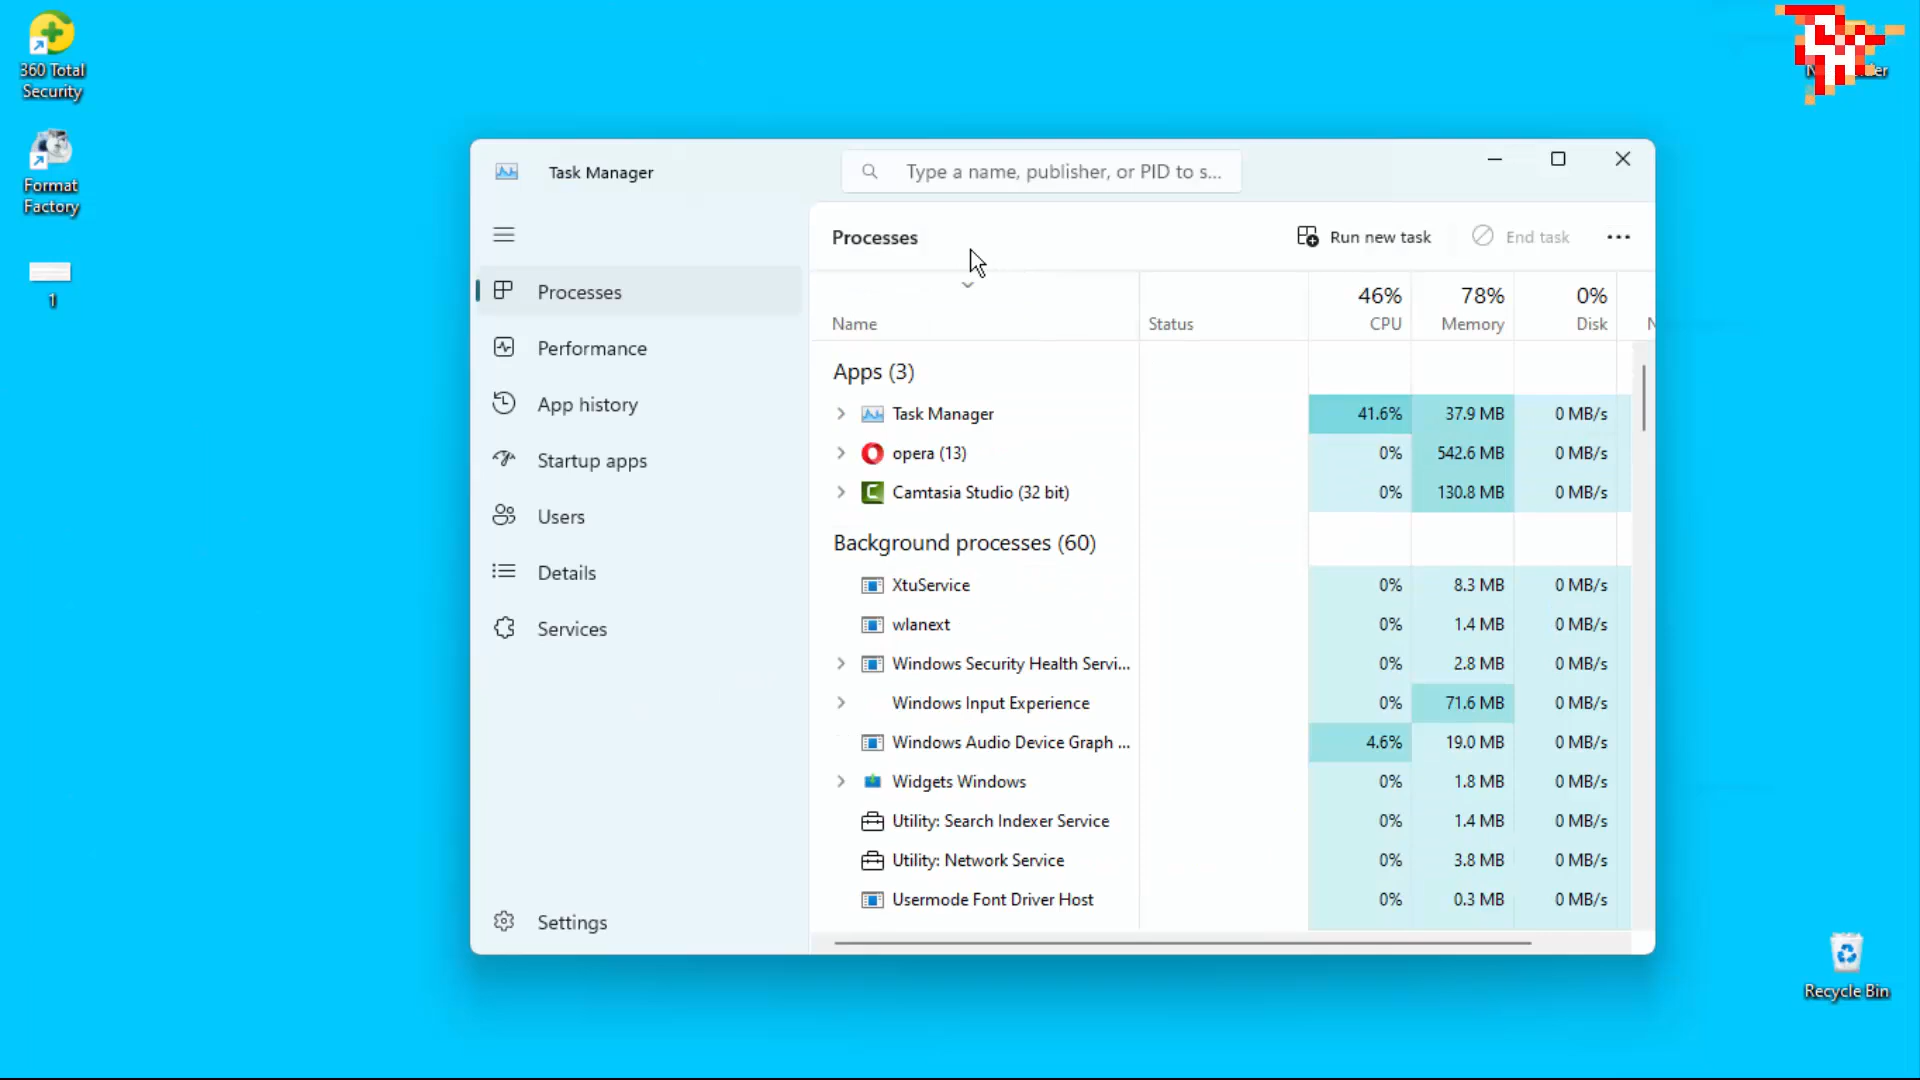 360 Total
Security
Format
Factory
1
Task Manager
Type a name, publisher, or PID to s...
Processes
Run new task
End task
Processes
Performance
App history
Startup apps
Users
Details
Services
Settings
46% 78% 0%
Name Status CPU Memory Disk
Apps (3)
Task Manager 41.6% 37.9 MB 0 MB/s
opera (13) 0% 542.6 MB 0 MB/s
Camtasia Studio (32 bit) 0% 130.8 MB 0 MB/s
Background processes (60)
XtuService 0% 8.3 MB 0 MB/s
wlanext 0% 1.4 MB 0 MB/s
Windows Security Health Servi... 0% 2.8 MB 0 MB/s
Windows Input Experience 0% 71.6 MB 0 MB/s
Windows Audio Device Graph ... 4.6% 19.0 MB 0 MB/s
Widgets Windows 0% 1.8 MB 0 MB/s
Utility: Search Indexer Service 0% 1.4 MB 0 MB/s
Utility: Network Service 0% 3.8 MB 0 MB/s
Usermode Font Driver Host 0% 0.3 MB 0 MB/s
Recycle Bin